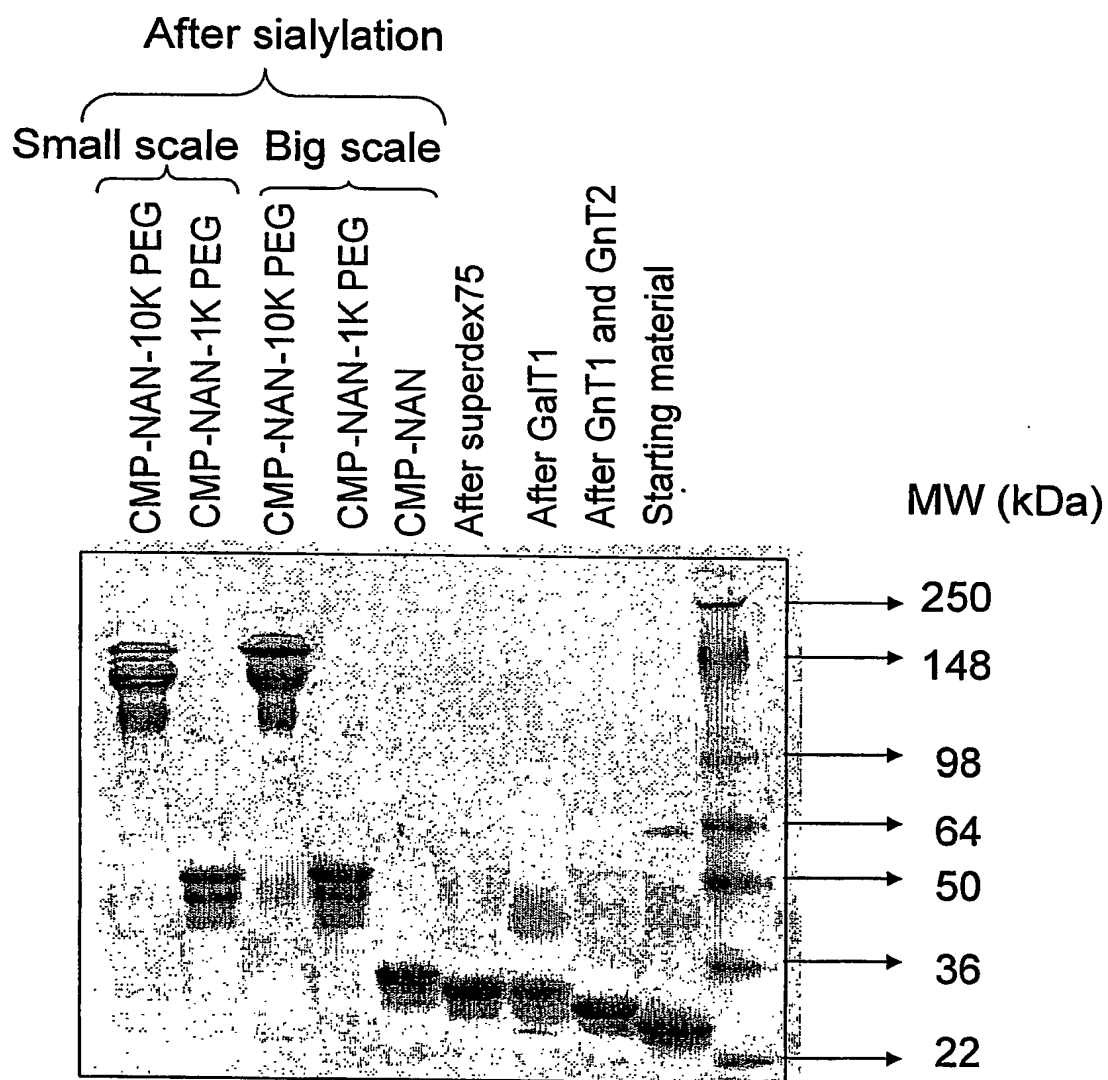 After sialylation
Small scale
Big scale
CMP-NAN-10K PEG
CMP-NAN-1K PEG
CMP-NAN-10K PEG
CMP-NAN-1K PEG
CMP-NAN
After superdex75
After GalT1
After GnT1 and GnT2
Starting material
MW (kDa)
250
148
98
64
50
36
22